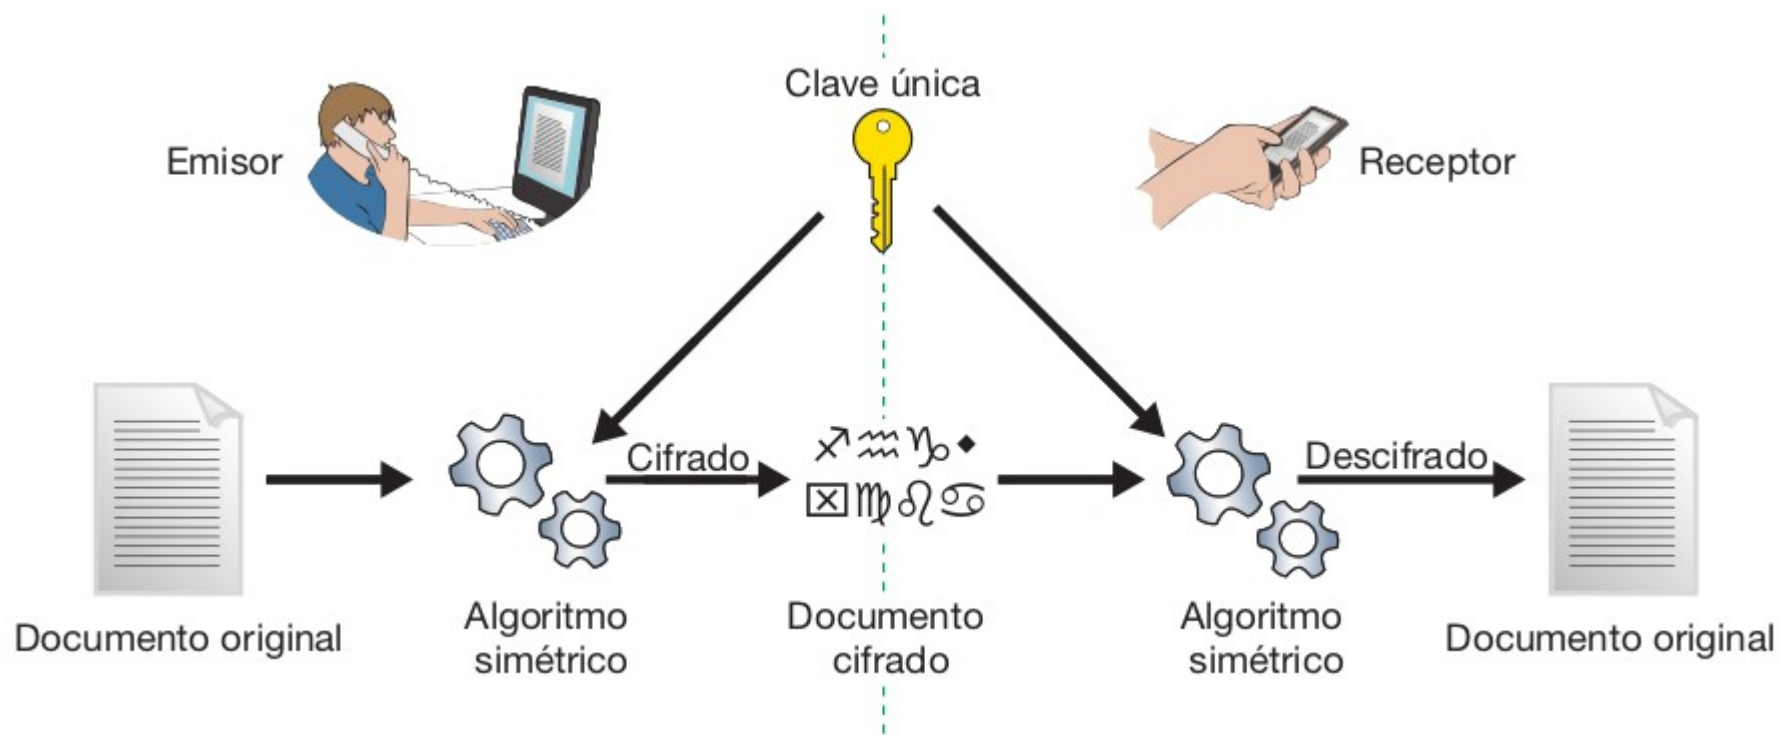 Clave única
Emisor
Receptor
Cifrado
Descifrado
Documento original
Algoritmo
simétrico
Documento
cifrado
Algoritmo
simétrico
Documento original